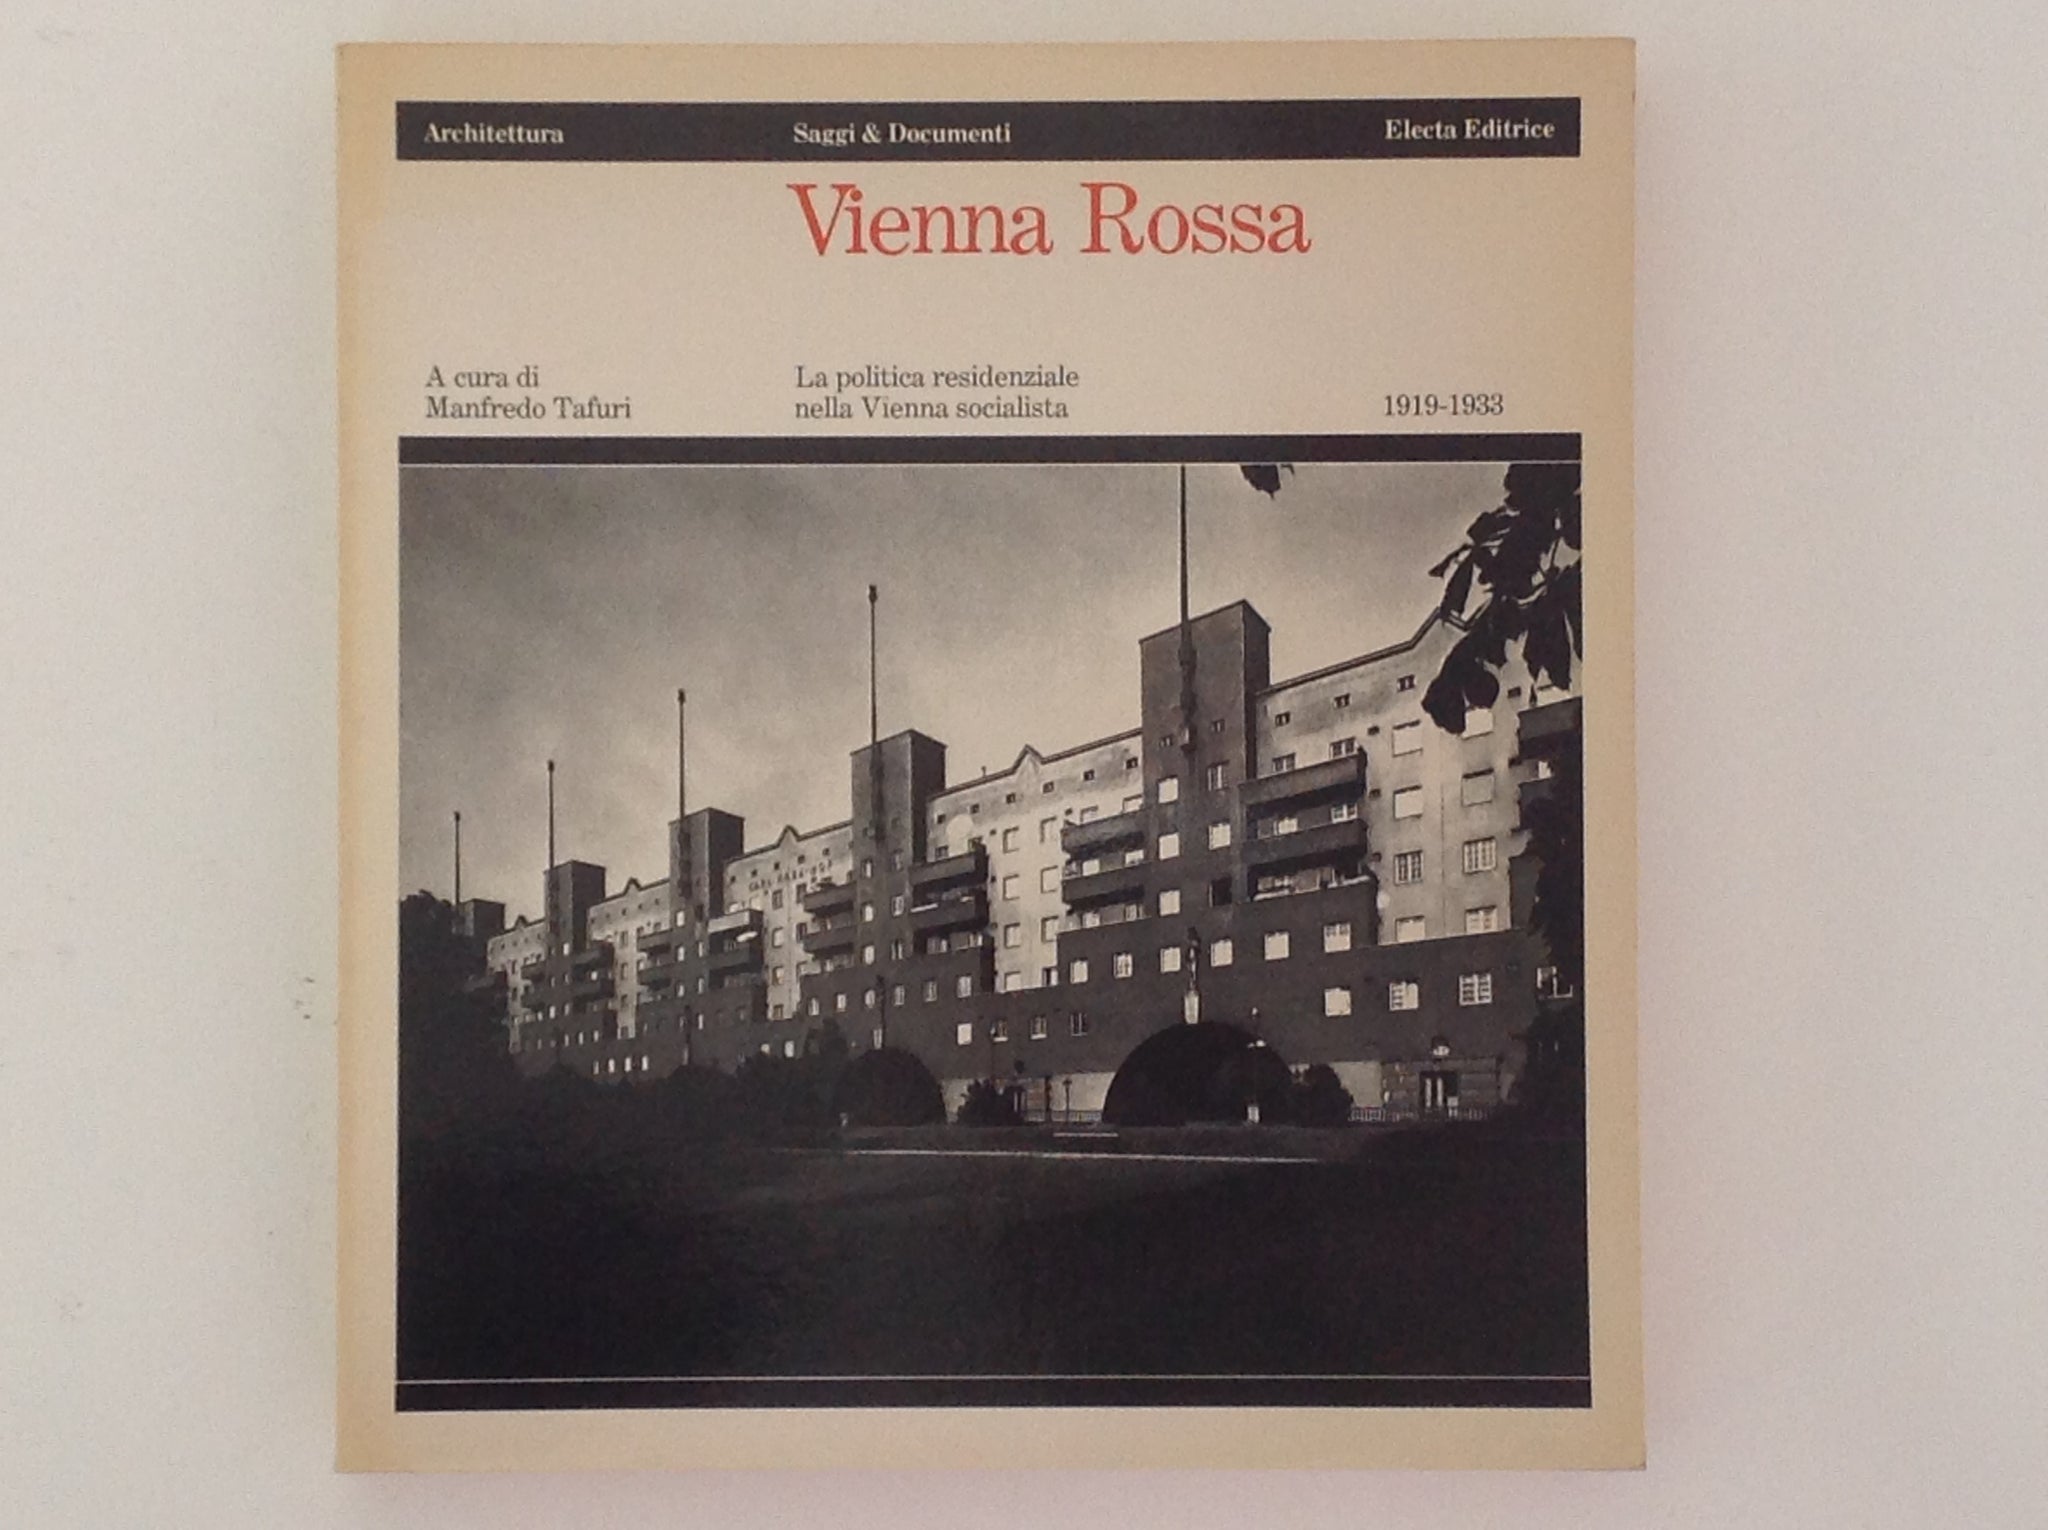 Architettura Saggi & Documenti Electa Editrice
Vienna Rossa
A cura di
Manfredo Tafuri
La politica residenziale
nella Vienna socialista
1919-1933